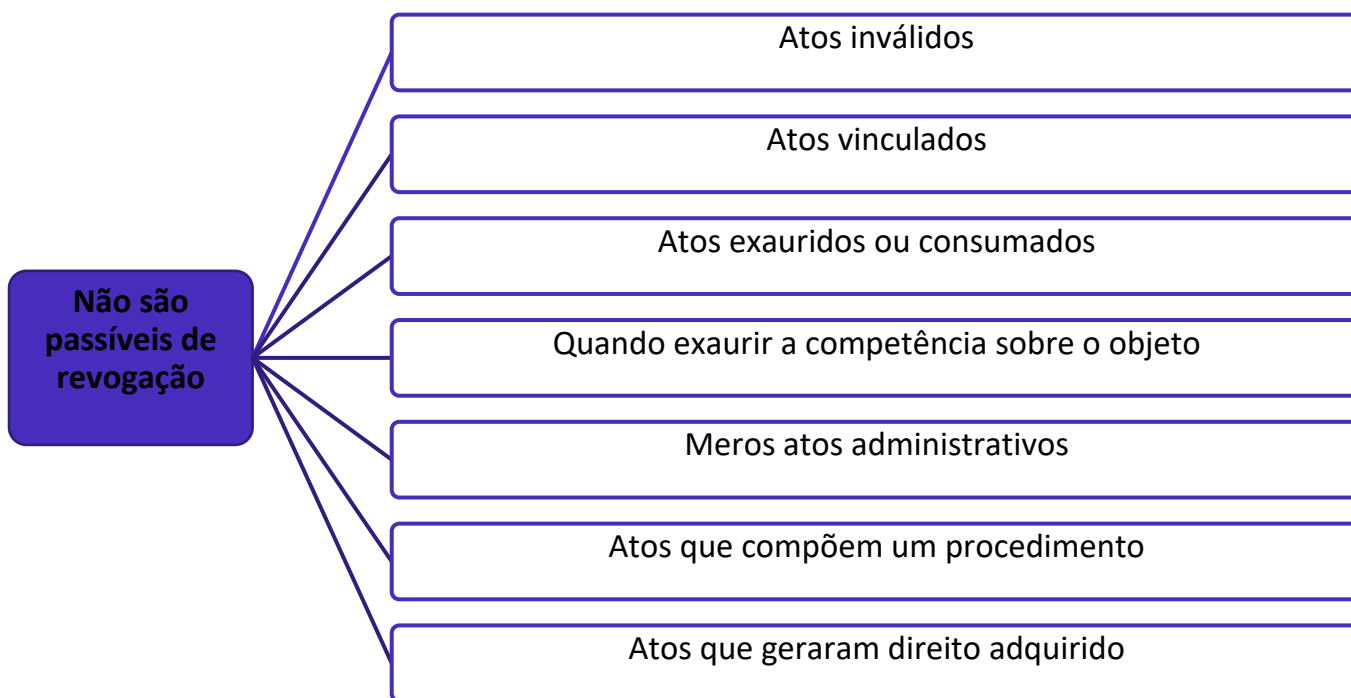 Atos inválidos
Atos vinculados
Atos exauridos ou consumados
Não são
passíveis de
revogação
Quando exaurir a competência sobre o objeto
Meros atos administrativos
Atos que compõem um procedimento
Atos que geraram direito adquirido